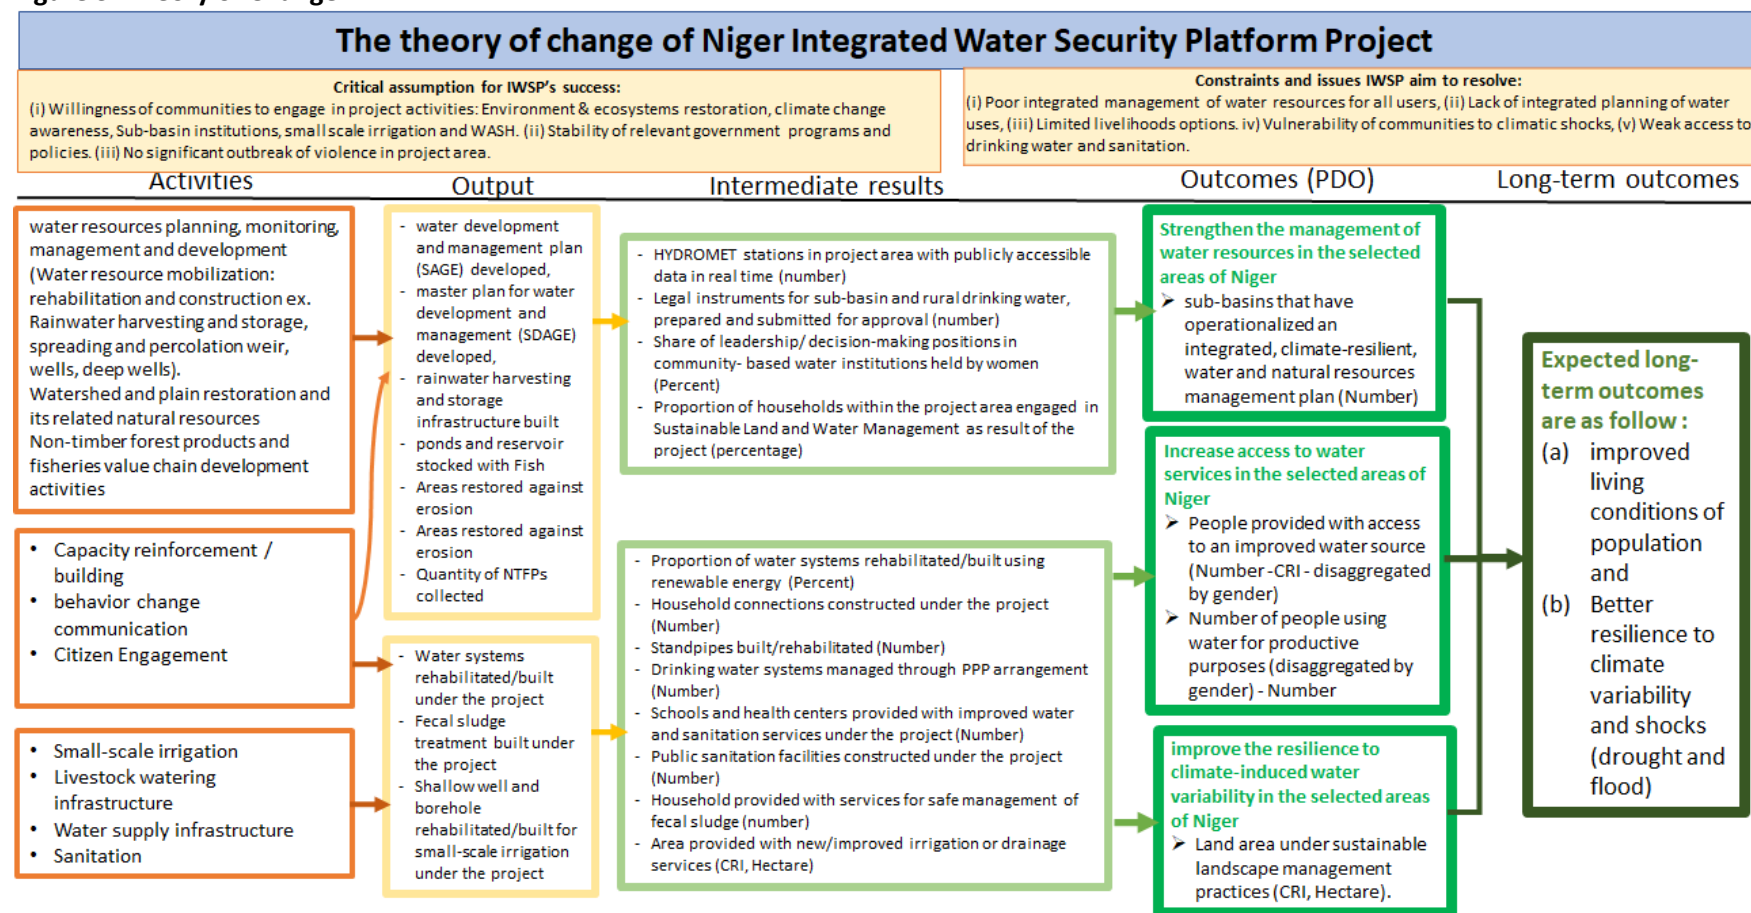 The theory of change of Niger Integrated Water Security Platform Project
Critical assumption for IWSP's success:
(i) Willingness of communities to engage in project activities: Environment & ecosystems restoration, climate change
awareness, Sub-basin institutions, small scale irrigation and WASH. (ii) Stability of relevant government programs and
policies. (iii) No significant outbreak of violence in project area.
Constraints and issues IWSP aim to resolve:
(i) Poor integrated management of water resources for all users, (ii) Lack of integrated planning of water
uses, (iii) Limited livelihoods options. iv) Vulnerability of communities to climatic shocks, (v) Weak access to
drinking water and sanitation.
Activities
Output
Intermediate results
Outcomes (PDO)
Long-term outcomes
water resources planning, monitoring,
management and development
(Water resource mobilization:
rehabilitation and construction ex.
Rainwater harvesting and storage,
spreading and percolation weir,
wells, deep wells).
Watershed and plain restoration and
its related natural resources
Non-timber forest products and
fisheries value chain development
activities
• Capacity reinforcement /
building
• behavior change
communication
• Citizen Engagement
• Small-scale irrigation
• Livestock watering
infrastructure
• Water supply infrastructure
• Sanitation
- water development
and management plan
(SAGE) developed,
- master plan for water
development and
management (SDAGE)
developed,
- rainwater harvesting
and storage
infrastructure built
- ponds and reservoir
stocked with Fish
- Areas restored against
erosion
- Areas restored against
erosion
- Quantity of NTFPs
collected
- Water systems
rehabilitated/built
under the project
- Fecal sludge
treatment built under
the project
- Shallow well and
borehole
rehabilitated/built for
small-scale irrigation
under the project
- HYDROMET stations in project area with publicly accessible
data in real time (number)
- Legal instruments for sub-basin and rural drinking water,
prepared and submitted for approval (number)
- Share of leadership/ decision-making positions in
community- based water institutions held by women
(Percent)
- Proportion of households within the project area engaged in
Sustainable Land and Water Management as result of the
project (percentage)
- Proportion of water systems rehabilitated/built using
renewable energy (Percent)
- Household connections constructed under the project
(Number)
- Standpipes built/rehabilitated (Number)
- Drinking water systems managed through PPP arrangement
(Number)
- Schools and health centers provided with improved water
and sanitation services under the project (Number)
- Public sanitation facilities constructed under the project
(Number)
- Household provided with services for safe management of
fecal sludge (number)
- Area provided with new/improved irrigation or drainage
services (CRI, Hectare)
Strengthen the management of
water resources in the selected
areas of Niger
➤ sub-basins that have
operationalized an
integrated, climate-resilient,
water and natural resources
management plan (Number)
Increase access to water
services in the selected areas of
Niger
➤ People provided with access
to an improved water source
(Number -CRI - disaggregated
by gender)
➤ Number of people using
water for productive
purposes (disaggregated by
gender) - Number
improve the resilience to
climate-induced water
variability in the selected areas
of Niger
➤ Land area under sustainable
landscape management
practices (CRI, Hectare).
Expected long-
term outcomes
are as follow :
(a) improved
living
conditions of
population
and
(b) Better
resilience to
climate
variability
and shocks
(drought and
flood)